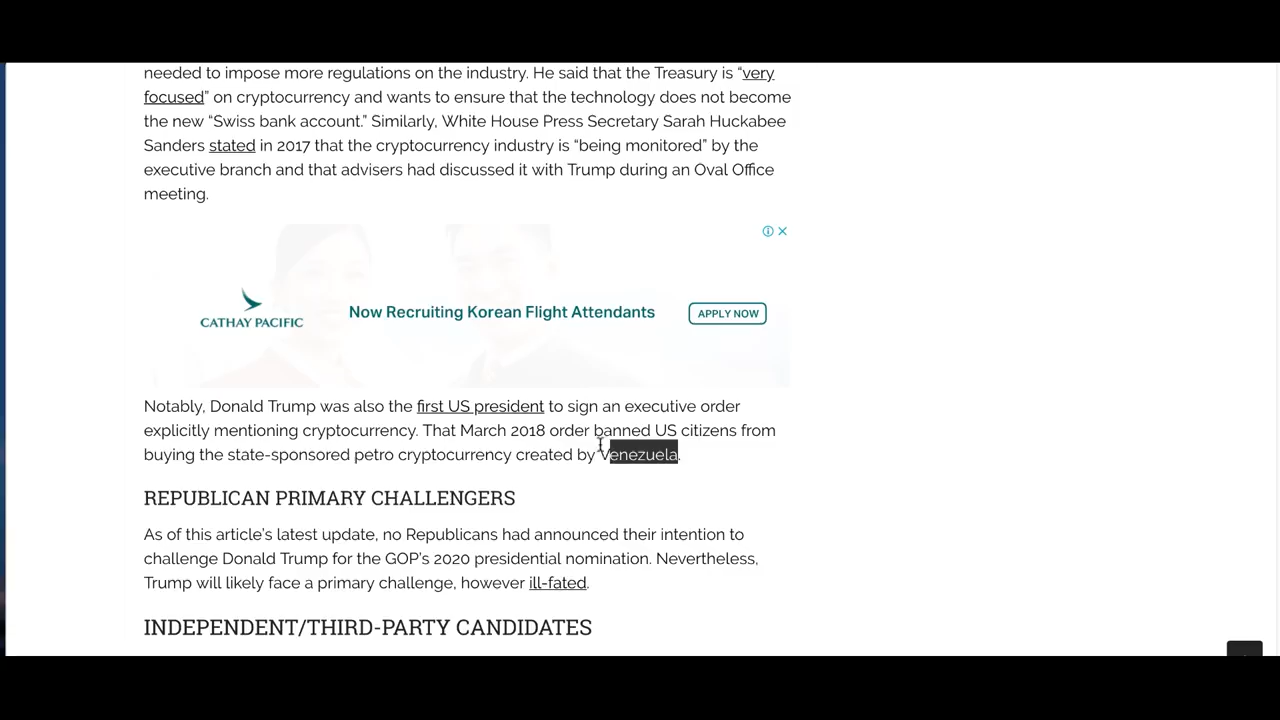 needed to impose more regulations on the industry. He said that the Treasury is “very
focused” on cryptocurrency and wants to ensure that the technology does not become
the new “Swiss bank account.” Similarly, White House Press Secretary Sarah Huckabee
Sanders stated in 2017 that the cryptocurrency industry is “being monitored” by the
executive branch and that advisers had discussed it with Trump during an Oval Office
meeting.
CATHAY PACIFIC
Now Recruiting Korean Flight Attendants
APPLY NOW
Notably, Donald Trump was also the first US president to sign an executive order
explicitly mentioning cryptocurrency. That March 2018 order banned US citizens from
buying the state-sponsored petro cryptocurrency created by Venezuela.
REPUBLICAN PRIMARY CHALLENGERS
As of this article’s latest update, no Republicans had announced their intention to
challenge Donald Trump for the GOP’s 2020 presidential nomination. Nevertheless,
Trump will likely face a primary challenge, however ill-fated.
INDEPENDENT/THIRD-PARTY CANDIDATES